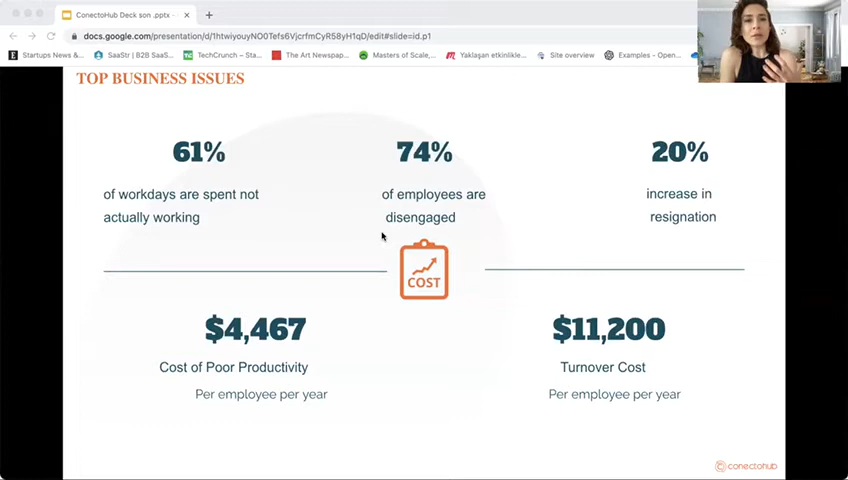 ConectoHub Deck son .pptx -
docs.google.com/presentation/d/1htwiyouyNO0Tefs6VjcrfmCyR58yH1qD/edit#slide=id.p1
Startups News &...
SaaStr | B2B SaaS...
TechCrunch – Sta...
The Art Newspap...
Masters of Scale,...
Yaklaşan etkinlikle...
Site overview
Examples - Open...
TOP BUSINESS ISSUES
61%
of workdays are spent not
actually working
74%
of employees are
disengaged
20%
increase in
resignation
COST
$4,467
Cost of Poor Productivity
Per employee per year
$11,200
Turnover Cost
Per employee per year
conectohub